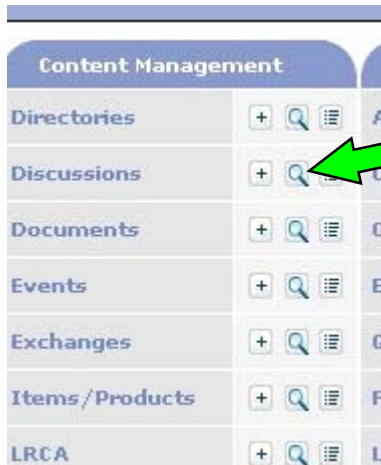 Content Management
Directories
Discussions
Documents
Events
Exchanges
Items/Products
LRCA